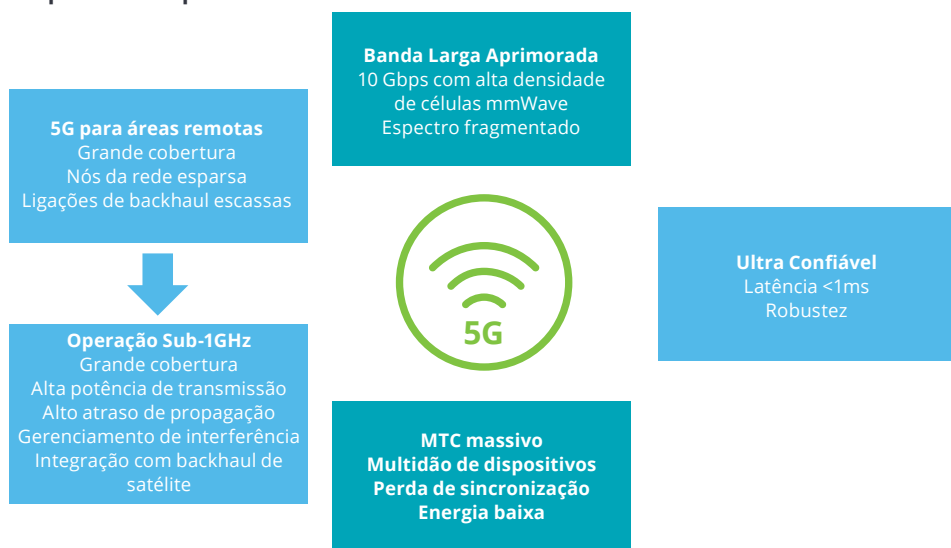 Banda Larga Aprimorada
10 Gbps com alta densidade
de células mmWave
Espectro fragmentado
5G para áreas remotas
Grande cobertura
Nós da rede esparsa
Ligações de backhaul escassas
Ultra Confiável
Latência <1ms
Robustez
5G
Operação Sub-1GHz
Grande cobertura
Alta potência de transmissão
Alto atraso de propagação
Gerenciamento de interferência
Integração com backhaul de
satélite
MTC massivo
Multidão de dispositivos
Perda de sincronização
Energia baixa